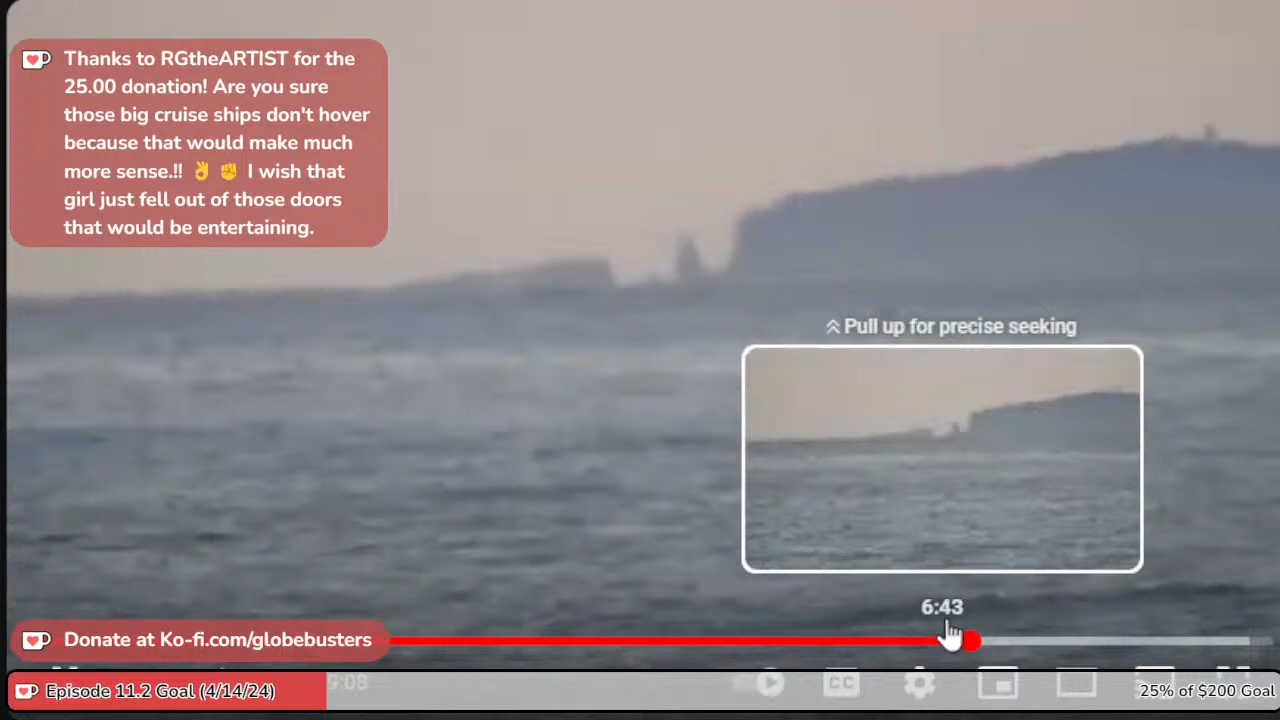 Thanks to RGtheARTIST for the
25.00 donation! Are you sure
those big cruise ships don't hover
because that would make much
more sense.!! 👌 ✊ I wish that
girl just fell out of those doors
that would be entertaining.
Pull up for precise seeking
6:43
Donate at Ko-fi.com/globebusters
9:08
CC
Episode 11.2 Goal (4/14/24)
25% of $200 Goal